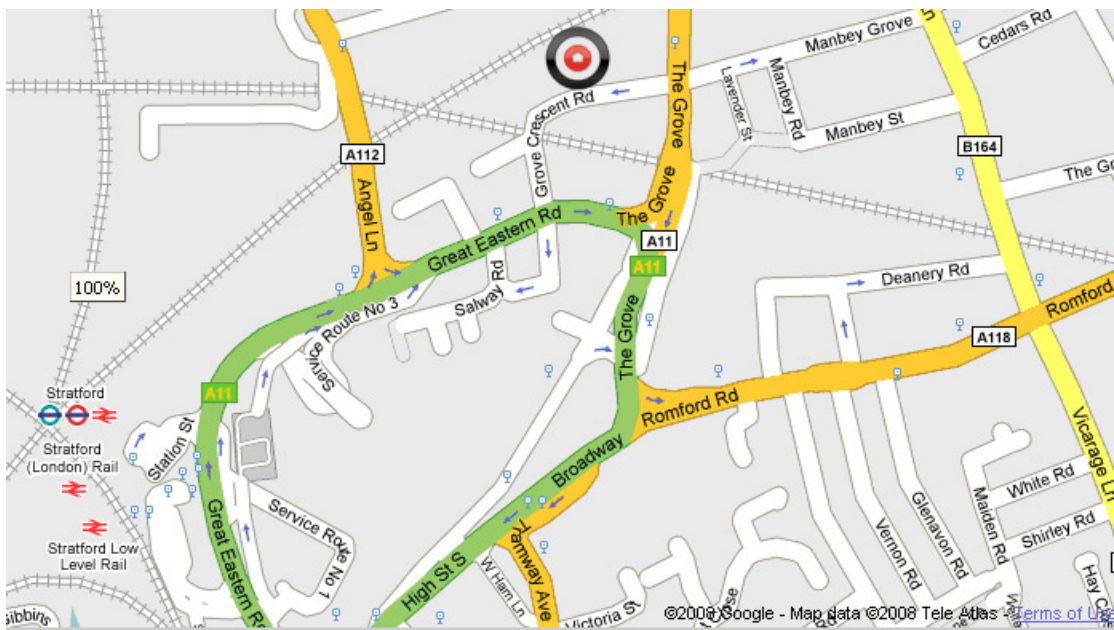 Manbey Grove
Cedars Rd
Ln
The Grove
Lavender St
Manbey Rd
Manbey St
Grove Crescent Rd
A112
B164
The Grove
Angel Ln
Great Eastern Rd
The Grove
A11
A11
Deanery Rd
100%
Salway Rd
Service Route No 3
The Grove
Romford
A118
A11
Stratford
Romford Rd
Station St
Stratford
(London) Rail
Broadway
Vicarage Ln
White Rd
Maiden Rd
Service Route No 1
Great Eastern Rd
Glenavon Rd
Vernon Rd
Shirley Rd
Stratford Low
Level Rail
High St S
Tramway Ave
W Ham Ln
Victoria St
Hay C
Gibbins
©2008 Google - Map data ©2008 Tele Atlas - Terms of Use